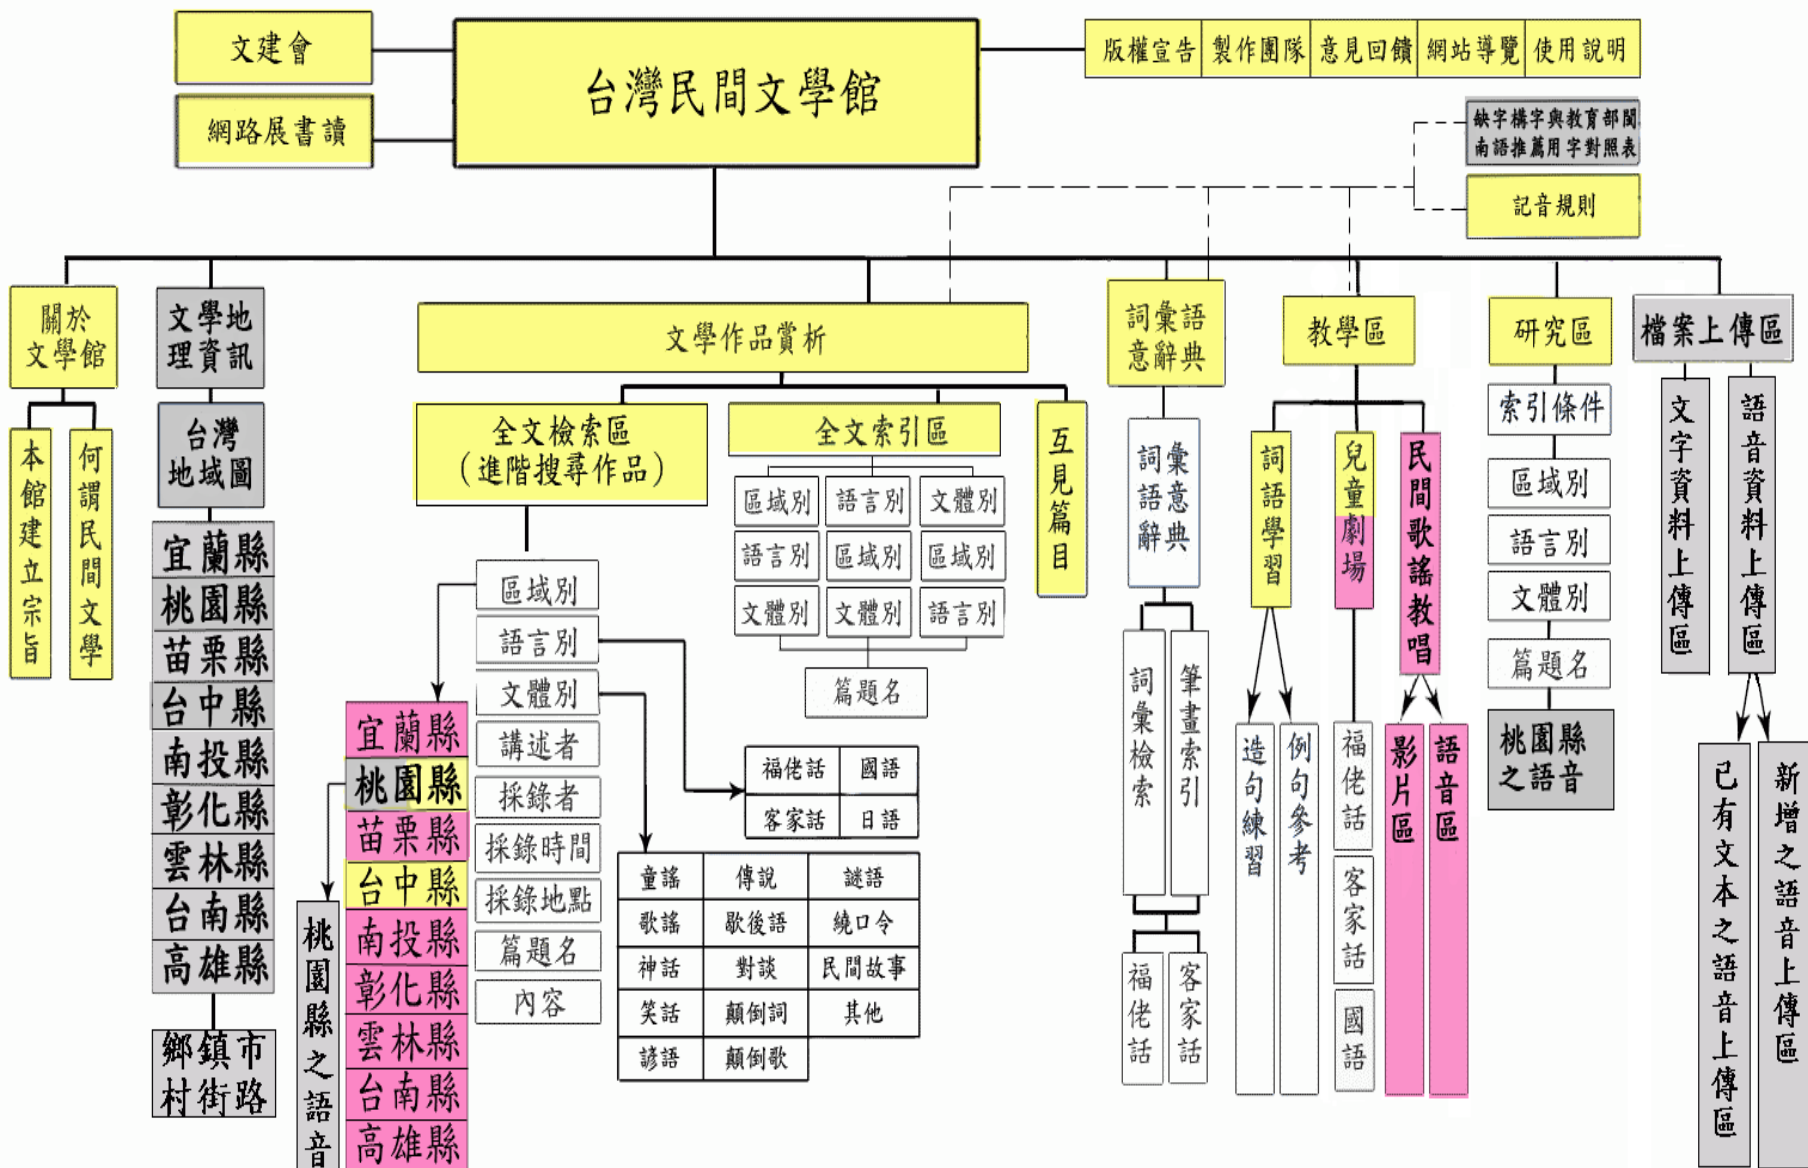 文建會
台灣民間文學館
版權宣告
製作團隊
意見回饋
網站導覽
使用說明
網路展書讀
缺字構字與教育部閩
南語推薦用字對照表
記音規則
關於
文學館
本館建立宗旨
何謂民間文學
文學地
理資訊
台灣
地域圖
宜蘭縣
桃園縣
苗栗縣
台中縣
南投縣
彰化縣
雲林縣
台南縣
高雄縣
鄉鎮市
村街路
文學作品賞析
全文檢索區
（進階搜尋作品）
區域別
語言別
文體別
講述者
採錄者
採錄時間
採錄地點
篇題名
內容
宜蘭縣
桃園縣
苗栗縣
台中縣
南投縣
彰化縣
雲林縣
台南縣
高雄縣
桃園縣之語音
福佬話
國語
客家話
日語
童謠
傳說
謎語
歌謠
歇後語
繞口令
神話
對談
民間故事
笑話
顛倒詞
其他
諺語
顛倒歌
全文索引區
區域別
語言別
文體別
語言別
區域別
區域別
文體別
文體別
語言別
篇題名
互見篇目
詞彙語
意辭典
詞彙
語意
辭典
詞彙檢索
筆畫索引
福佬話
客家話
教學區
詞語學習
造句練習
例句參考
兒童劇場
福佬話
客家話
國語
民間歌謠教唱
影片區
語音區
研究區
索引條件
區域別
語言別
文體別
篇題名
桃園縣
之語音
檔案上傳區
文字資料上傳區
語音資料上傳區
已有文本之語音上傳區
新增之語音上傳區